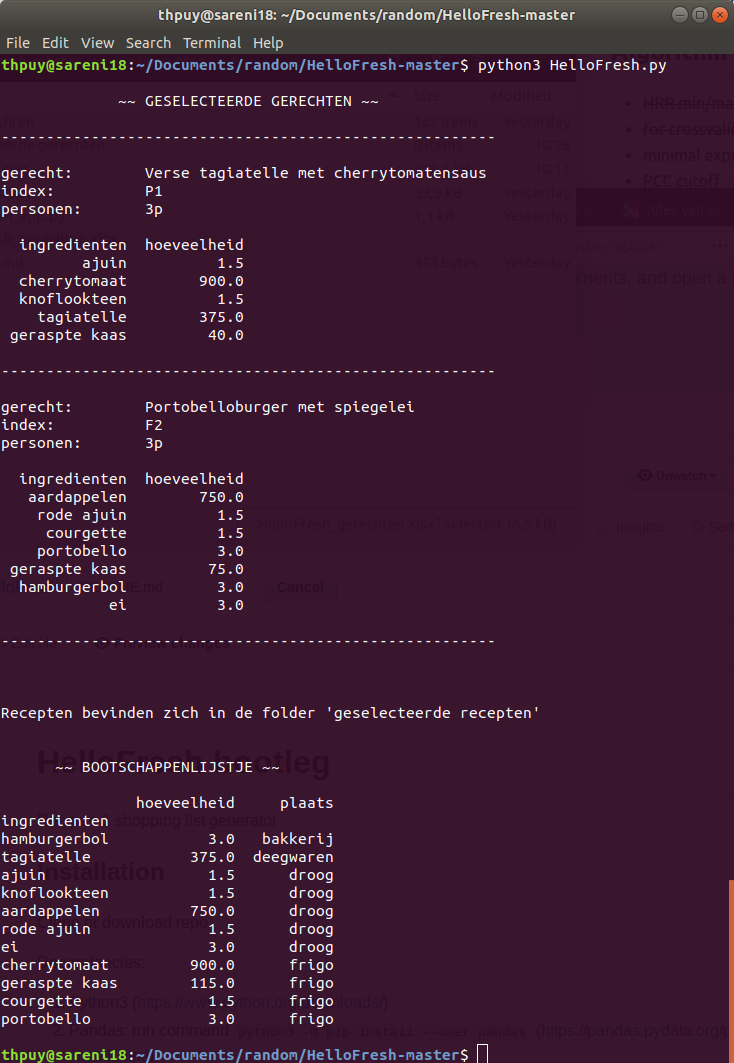 thpuy@sareni18: ~/Documents/random/HelloFresh-master
File Edit View Search Terminal Help
thpuy@sareni18:~/Documents/random/HelloFresh-master$ python3 HelloFresh.py
~~ GESELECTEERDE GERECHTEN ~~
-------------------------------------------------------
gerecht: Verse tagiatelle met cherrytomatensaus
index: P1
personen: 3p
ingredienten hoeveelheid
ajuin 1.5
cherrytomaat 900.0
knoflookteen 1.5
tagiatelle 375.0
geraspte kaas 40.0
-------------------------------------------------------
gerecht: Portobelloburger met spiegelei
index: F2
personen: 3p
ingredienten hoeveelheid
aardappelen 750.0
rode ajuin 1.5
courgette 1.5
portobello 3.0
geraspte kaas 75.0
hamburgerbol 3.0
ei 3.0
-------------------------------------------------------
Recepten bevinden zich in de folder 'geselecteerde recepten'
~~ BOOTSCHAPPENLIJSTJE ~~
hoeveelheid plaats
ingredienten
hamburgerbol 3.0 bakkerij
tagiatelle 375.0 deegwaren
ajuin 1.5 droog
knoflookteen 1.5 droog
aardappelen 750.0 droog
rode ajuin 1.5 droog
ei 3.0 droog
cherrytomaat 900.0 frigo
geraspte kaas 115.0 frigo
courgette 1.5 frigo
portobello 3.0 frigo
thpuy@sareni18:~/Documents/random/HelloFresh-master$